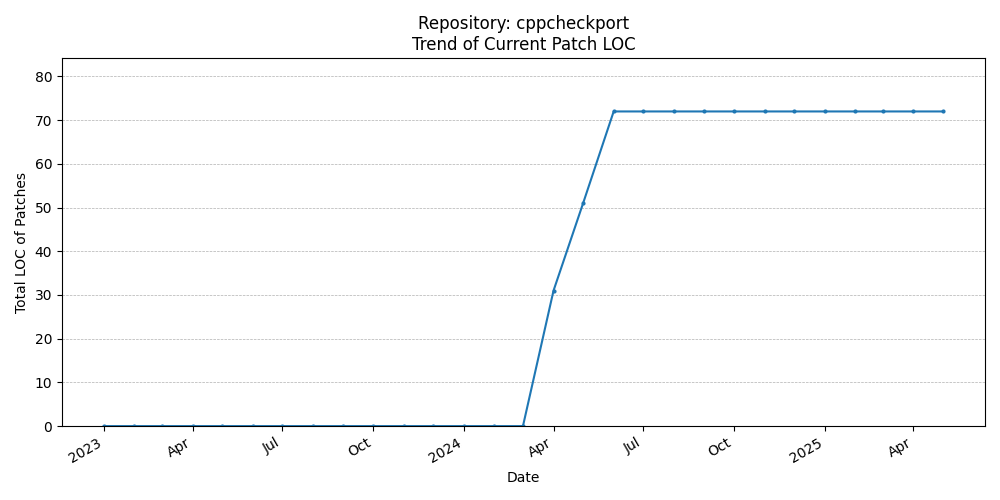 Repository: cppcheckport
Trend of Current Patch LOC
80
70
60
50
40
30
20
10
0
Total LOC of Patches
2023
Apr
Jul
Oct
2024
Apr
Jul
Oct
2025
Apr
Date